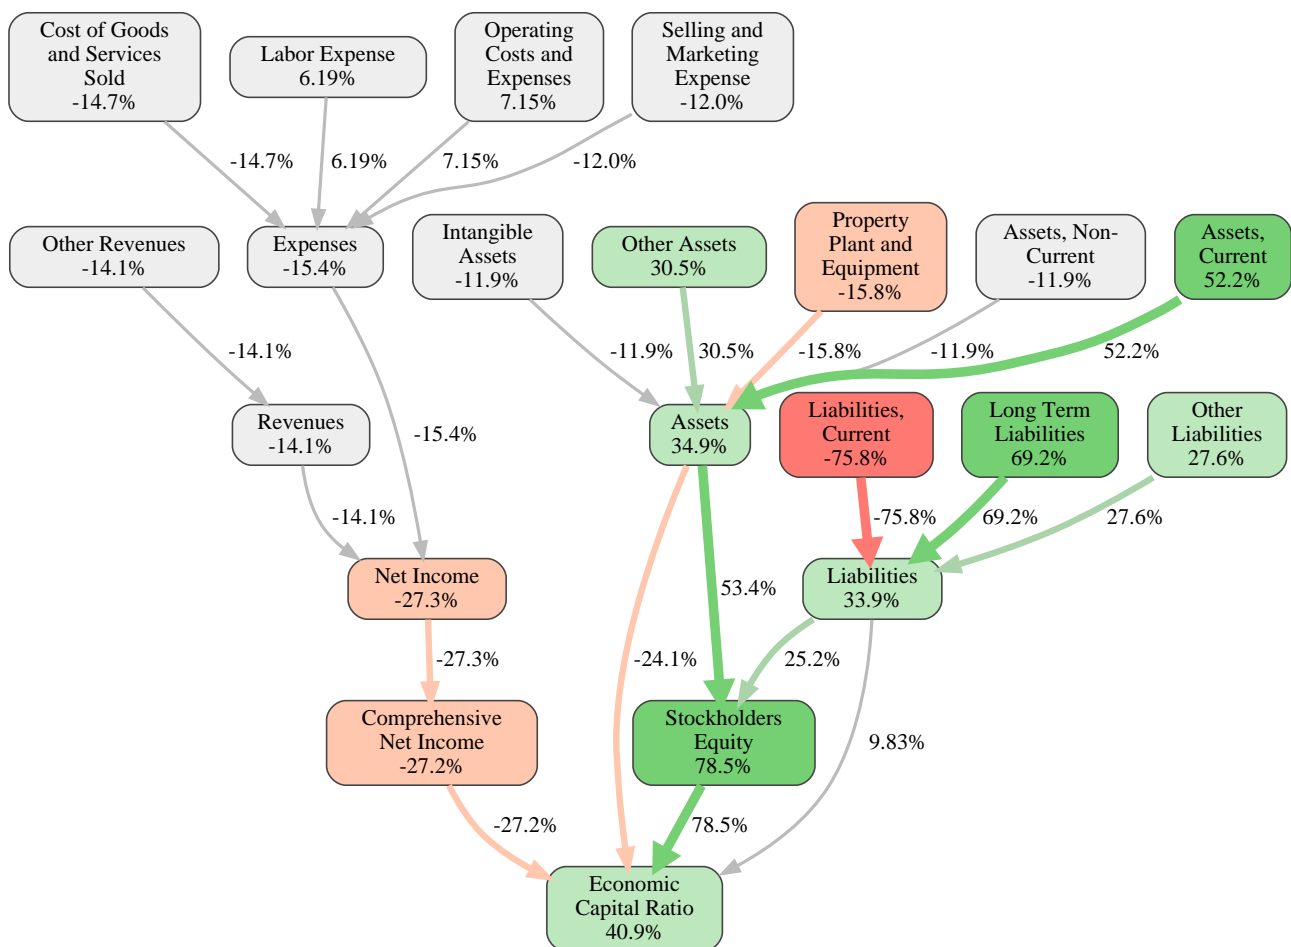 Cost of Goods
and Services
Sold
-14.7%
Labor Expense
6.19%
Operating
Costs and
Expenses
7.15%
Selling and
Marketing
Expense
-12.0%
-14.7%
6.19%
7.15%
-12.0%
Other Revenues
-14.1%
Expenses
-15.4%
Intangible
Assets
-11.9%
Other Assets
30.5%
Property
Plant and
Equipment
-15.8%
Assets, Non-
Current
-11.9%
Assets,
Current
52.2%
-14.1%
-11.9%
30.5%
-15.8%
-11.9%
52.2%
Revenues
-14.1%
-15.4%
Assets
34.9%
Liabilities,
Current
-75.8%
Long Term
Liabilities
69.2%
Other
Liabilities
27.6%
-14.1%
-75.8%
69.2%
27.6%
Net Income
-27.3%
53.4%
Liabilities
33.9%
-27.3%
-24.1%
25.2%
Comprehensive
Net Income
-27.2%
Stockholders
Equity
78.5%
9.83%
-27.2%
78.5%
Economic
Capital Ratio
40.9%